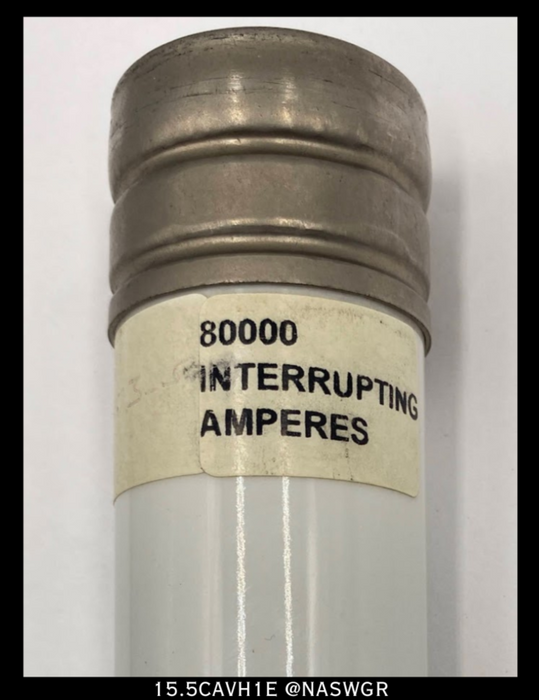 80000
INTERRUPTING
AMPERES
15.5CAVH1E @NASWGR